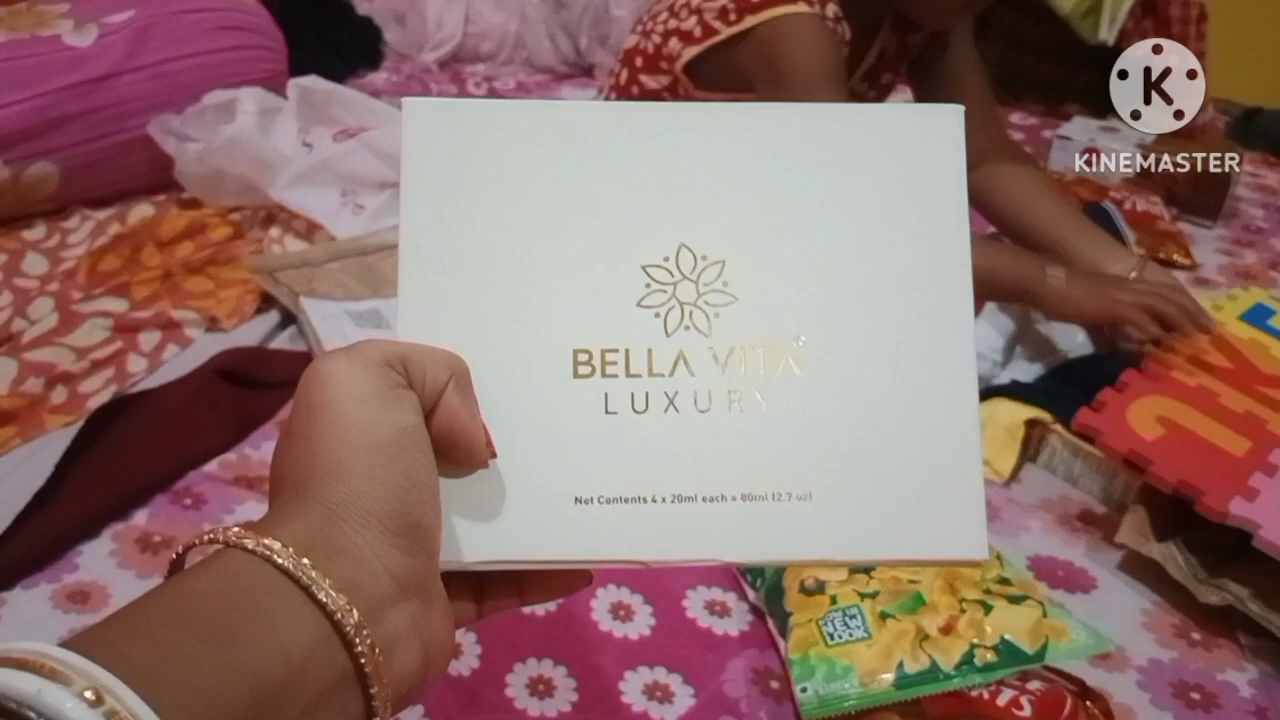 K
KINEMASTER
BELLA VITA®
LUXURY
Net Contents 4 x 20ml each = 80ml (2.7 oz)
NEW
LOOK